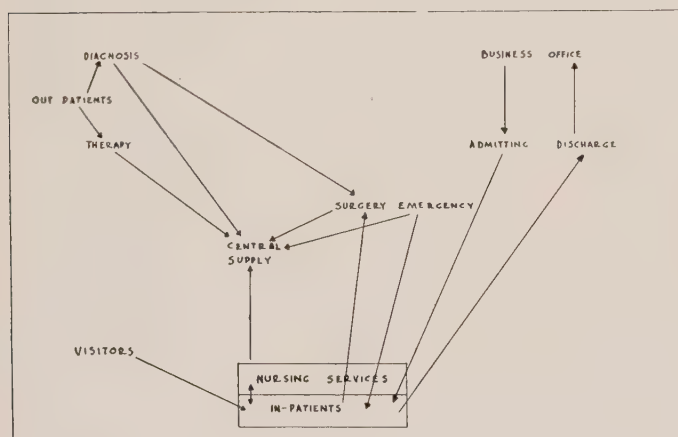 DIAGNOSIS
BUSINESS OFFICE
OUT PATIENTS
THERAPY
ADMITTING DISCHARGE
SURGERY EMERGENCY
CENTRAL
SUPPLY
VISITORS
NURSING SERVICES
IN-PATIENTS